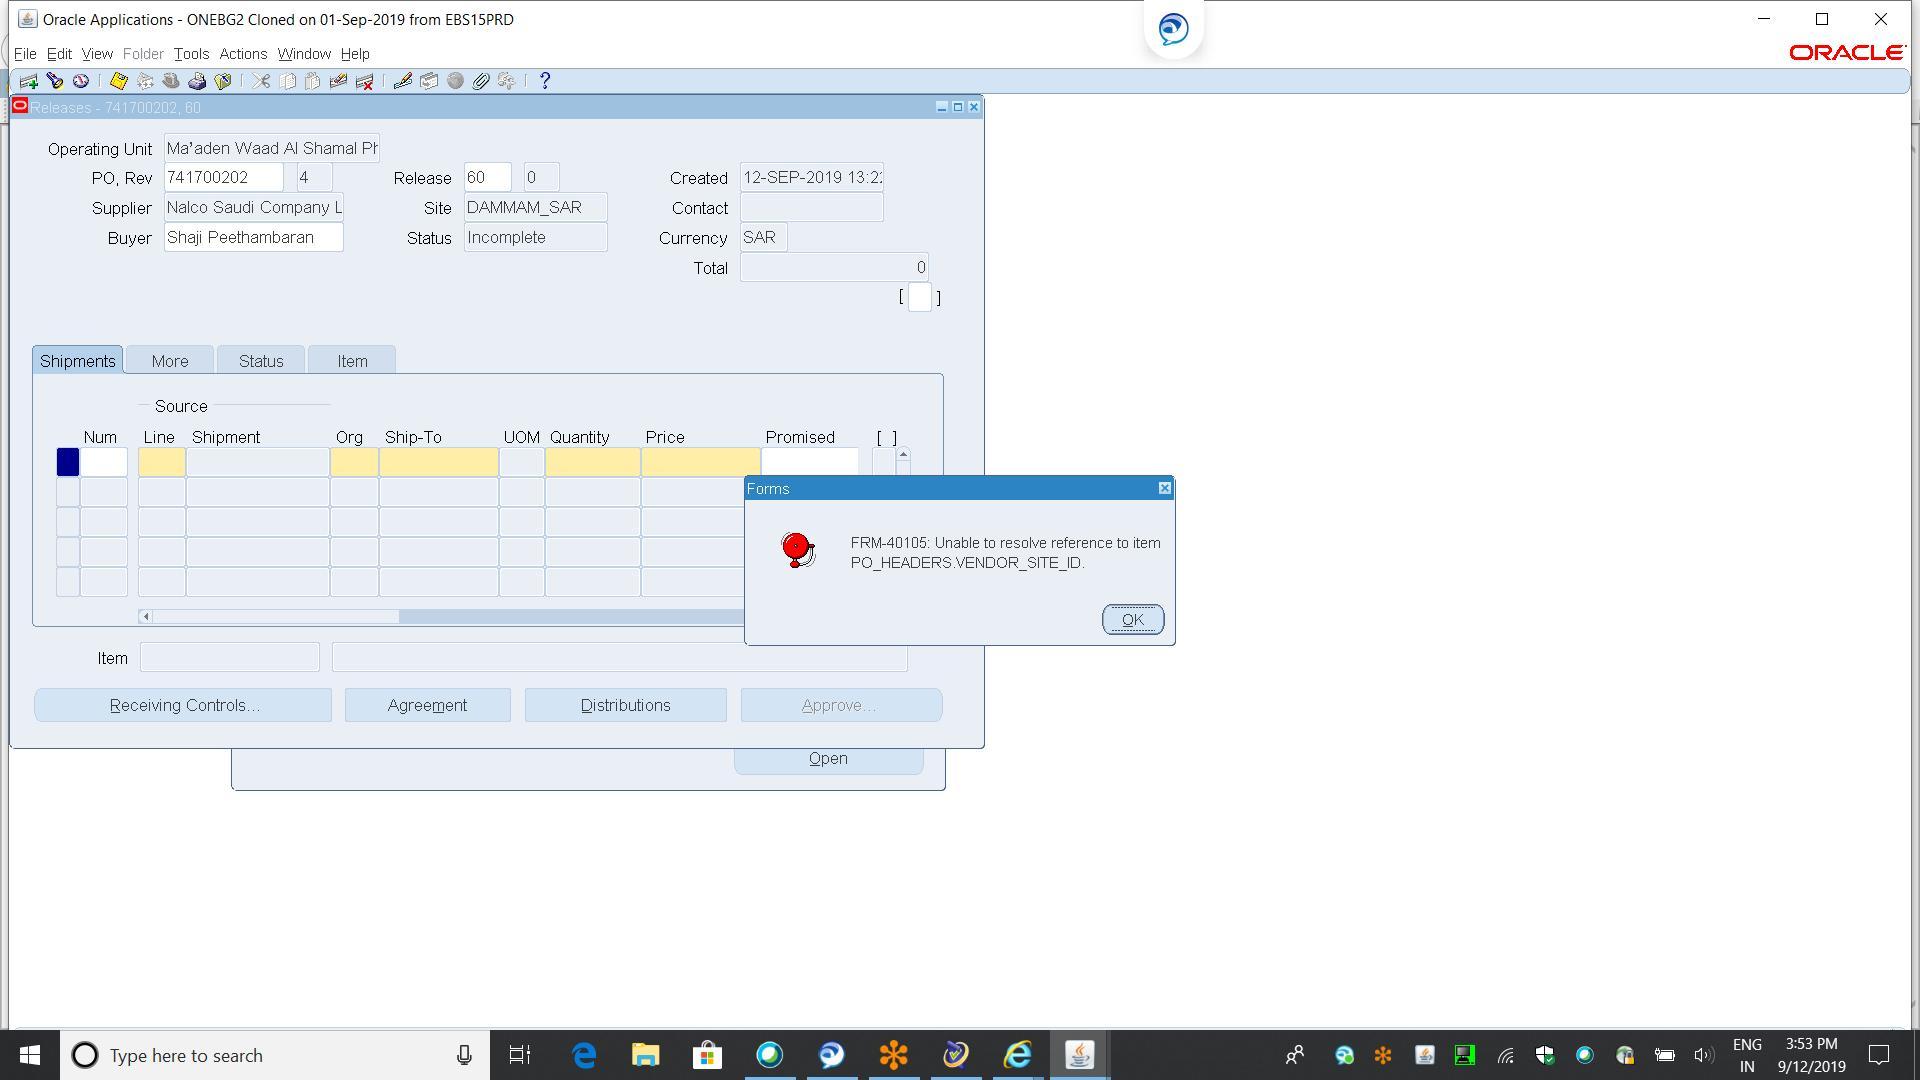 Oracle Applications - ONEBG2 Cloned on 01-Sep-2019 from EBS15PRD
File Edit View Folder Tools Actions Window Help
ORACLE
Releases - 741700202, 60
Operating Unit Ma'aden Waad Al Shamal Ph
PO, Rev 741700202 4 Release 60 0 Created 12-SEP-2019 13:22
Supplier Nalco Saudi Company L Site DAMMAM_SAR Contact
Buyer Shaji Peethambaran Status Incomplete Currency SAR
Total 0
[ ]
Shipments More Status Item
Source
Num Line Shipment Org Ship-To UOM Quantity Price Promised [ ]
Forms
FRM-40105: Unable to resolve reference to item
PO_HEADERS.VENDOR_SITE_ID.
OK
Item
Receiving Controls... Agreement Distributions Approve...
Open
Type here to search
ENG
IN
3:53 PM
9/12/2019